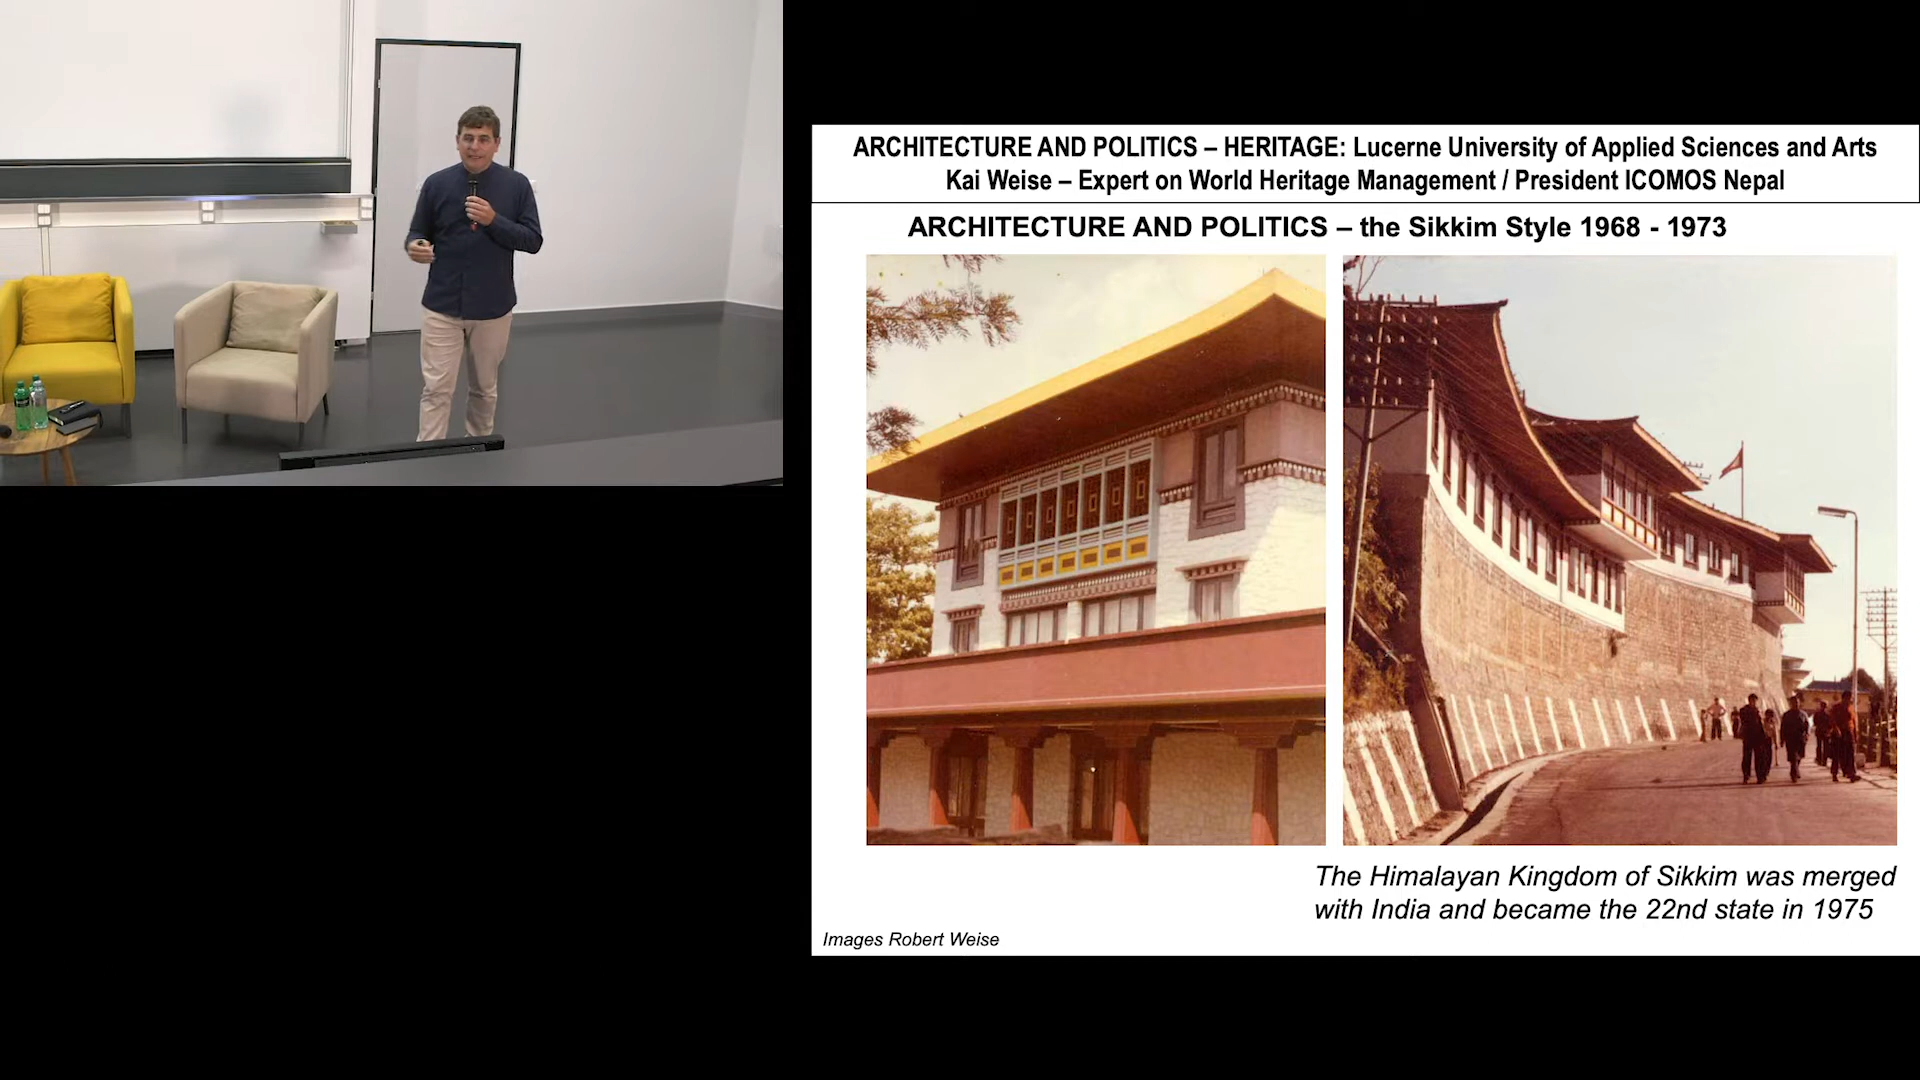 ARCHITECTURE AND POLITICS – HERITAGE: Lucerne University of Applied Sciences and Arts
Kai Weise – Expert on World Heritage Management / President ICOMOS Nepal
ARCHITECTURE AND POLITICS – the Sikkim Style 1968 - 1973
The Himalayan Kingdom of Sikkim was merged
with India and became the 22nd state in 1975
Images Robert Weise